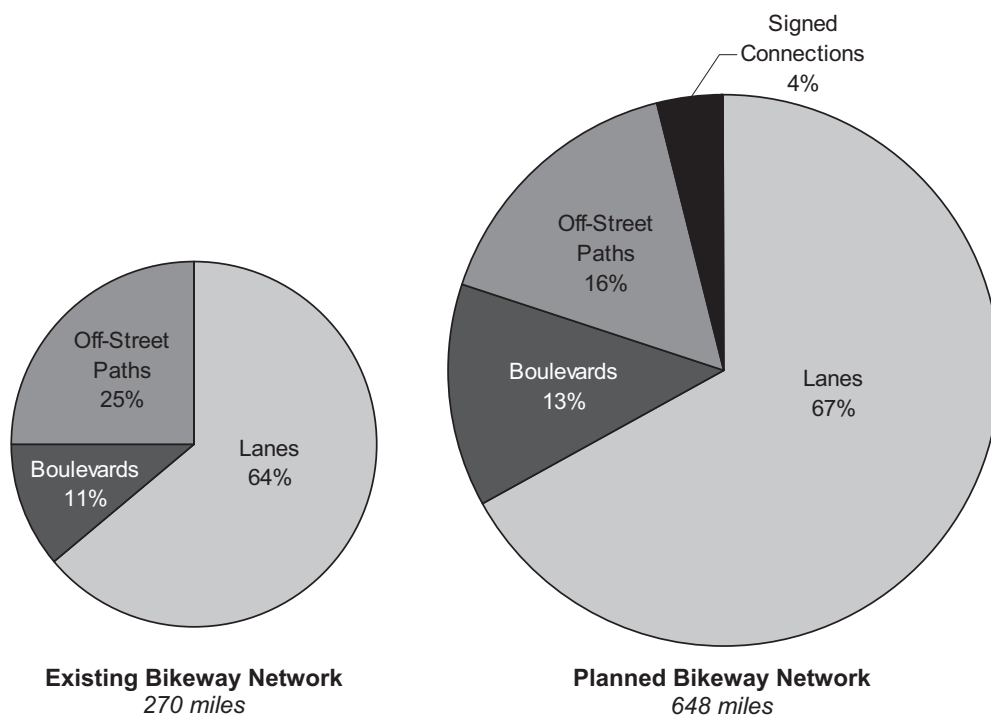 Off-Street
Paths
25%
Boulevards
11%
Lanes
64%
Existing Bikeway Network
270 miles
Signed
Connections
4%
Off-Street
Paths
16%
Boulevards
13%
Lanes
67%
Planned Bikeway Network
648 miles